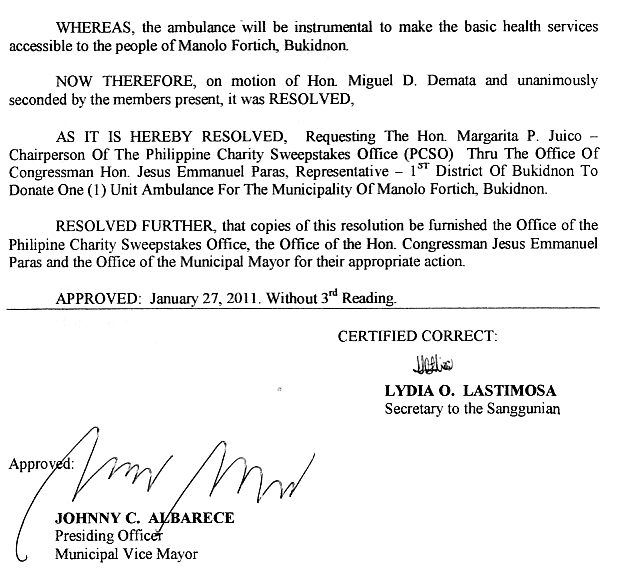 WHEREAS, the ambulance will be instrumental to make the basic health services
accessible to the people of Manolo Fortich, Bukidnon.
NOW THEREFORE, on motion of Hon. Miguel D. Demata and unanimously
seconded by the members present, it was RESOLVED,
AS IT IS HEREBY RESOLVED, Requesting The Hon. Margarita P. Juico –
Chairperson Of The Philippine Charity Sweepstakes Office (PCSO) Thru The Office Of
Congressman Hon. Jesus Emmanuel Paras, Representative – 1ST District Of Bukidnon To
Donate One (1) Unit Ambulance For The Municipality Of Manolo Fortich, Bukidnon.
RESOLVED FURTHER, that copies of this resolution be furnished the Office of the
Philipine Charity Sweepstakes Office, the Office of the Hon. Congressman Jesus Emmanuel
Paras and the Office of the Municipal Mayor for their appropriate action.
APPROVED: January 27, 2011. Without 3rd Reading.
CERTIFIED CORRECT:
LYDIA O. LASTIMOSA
Secretary to the Sanggunian
Approved:
JOHNNY C. ALBARECE
Presiding Officer
Municipal Vice Mayor